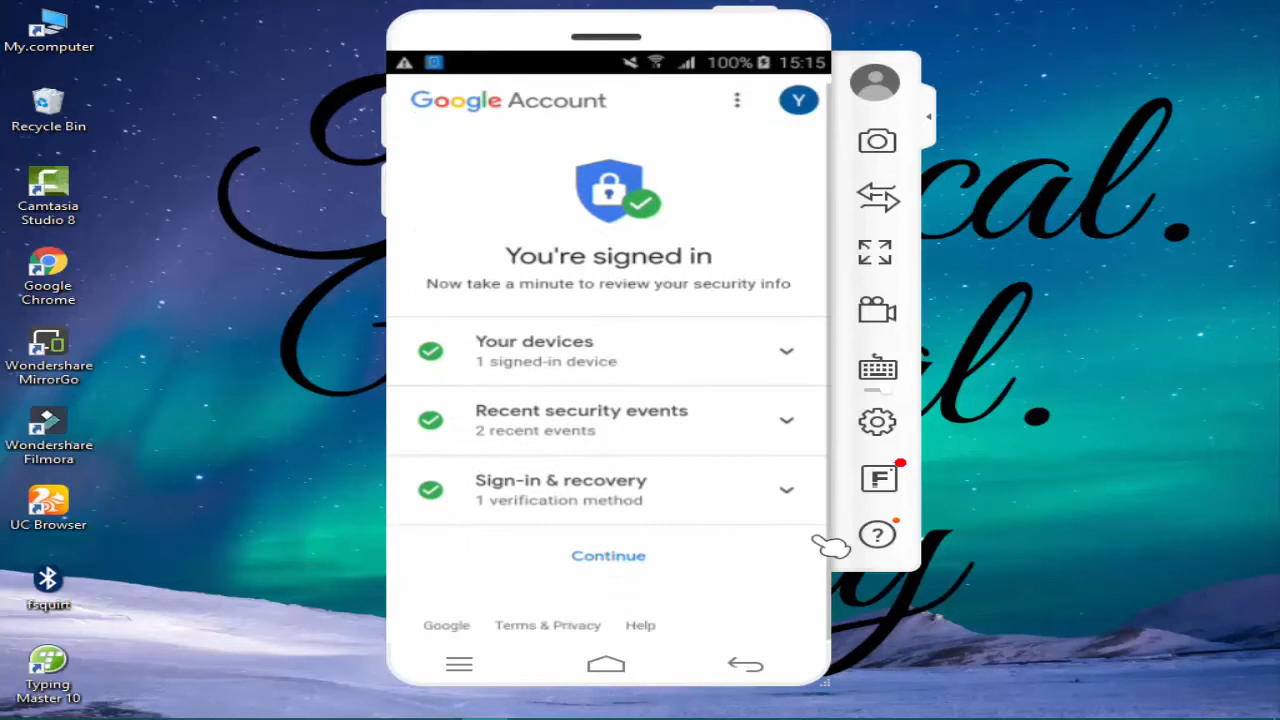 My.computer
Recycle Bin
Camtasia
Studio 8
Google
Chrome
Wondershare
MirrorGo
Wondershare
Filmora
UC Browser
fsquirt
Typing
Master 10
100% 15:15
Google Account
Y
You're signed in
Now take a minute to review your security info
Your devices
1 signed-in device
Recent security events
2 recent events
Sign-in & recovery
1 verification method
Continue
Google Terms & Privacy Help
F
?